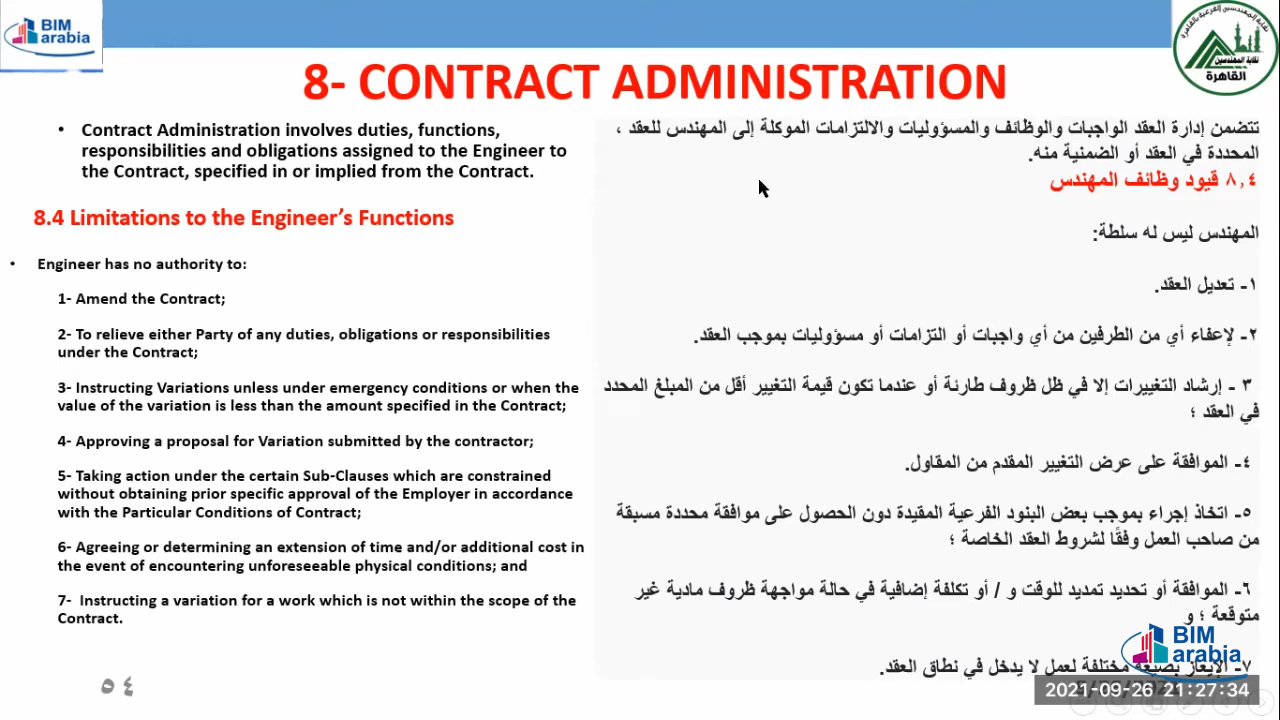 BIM
arabia
نقابة المهندسين الفرعية بالقاهرة
نقابة المهندسين
القاهرة
8- CONTRACT ADMINISTRATION
• Contract Administration involves duties, functions,
responsibilities and obligations assigned to the Engineer to
the Contract, specified in or implied from the Contract.
8.4 Limitations to the Engineer's Functions
• Engineer has no authority to:
1- Amend the Contract;
2- To relieve either Party of any duties, obligations or responsibilities
under the Contract;
3- Instructing Variations unless under emergency conditions or when the
value of the variation is less than the amount specified in the Contract;
4- Approving a proposal for Variation submitted by the contractor;
5- Taking action under the certain Sub-Clauses which are constrained
without obtaining prior specific approval of the Employer in accordance
with the Particular Conditions of Contract;
6- Agreeing or determining an extension of time and/or additional cost in
the event of encountering unforeseeable physical conditions; and
7- Instructing a variation for a work which is not within the scope of the
Contract.
تتضمن إدارة العقد الواجبات والوظائف والمسؤوليات والالتزامات الموكلة إلى المهندس للعقد ،
المحددة في العقد أو الضمنية منه.
٨,٤ قيود وظائف المهندس
المهندس ليس له سلطة:
١- تعديل العقد.
٢- لإعفاء أي من الطرفين من أي واجبات أو التزامات أو مسؤوليات بموجب العقد.
٣ - إرشاد التغييرات إلا في ظل ظروف طارئة أو عندما تكون قيمة التغيير أقل من المبلغ المحدد
في العقد ؛
٤- الموافقة على عرض التغيير المقدم من المقاول.
٥- اتخاذ إجراء بموجب بعض البنود الفرعية المقيدة دون الحصول على موافقة محددة مسبقة
من صاحب العمل وفقًا لشروط العقد الخاصة ؛
٦- الموافقة أو تحديد تمديد للوقت و / أو تكلفة إضافية في حالة مواجهة ظروف مادية غير
متوقعة ؛ و
٧- الإيعاز بصيغة مختلفة لعمل لا يدخل في نطاق العقد.
BIM
arabia
٥٤
2021-09-26 21:27:34